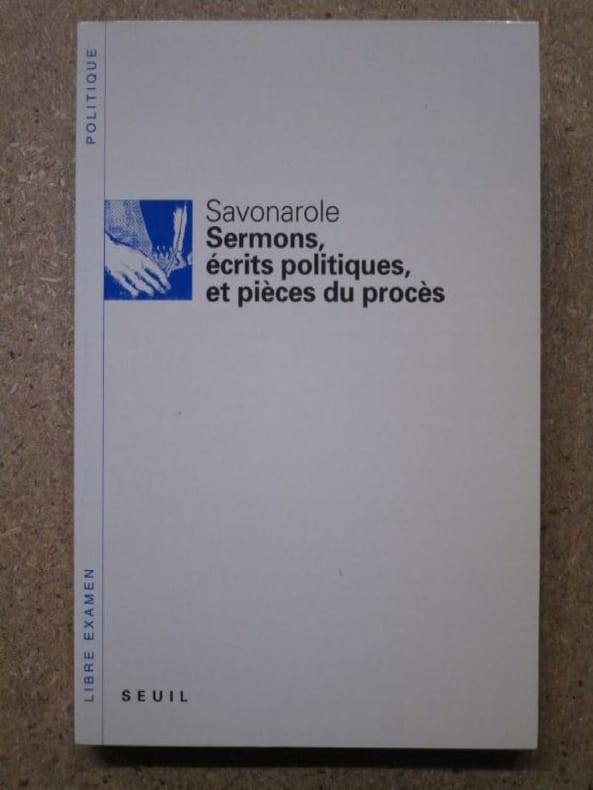 POLITIQUE
Savonarole
Sermons,
écrits politiques,
et pièces du procès
LIBRE EXAMEN
SEUIL